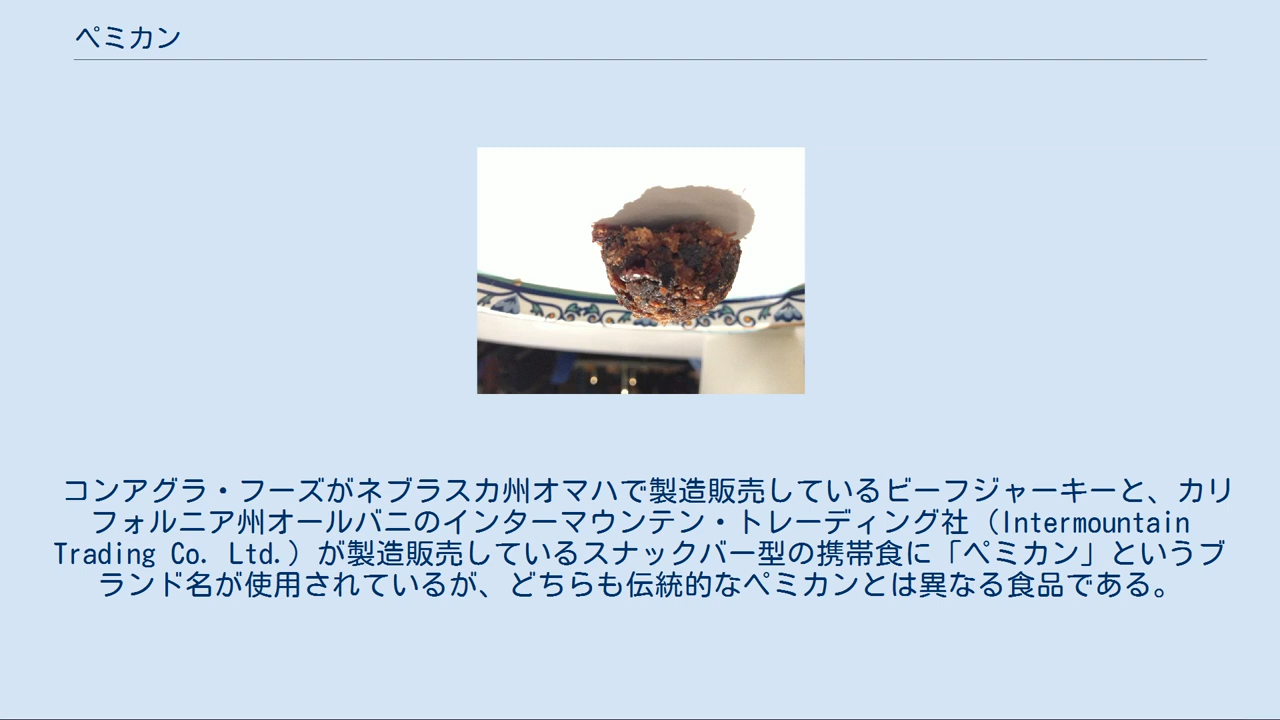 ペミカン
コンアグラ・フーズがネブラスカ州オマハで製造販売しているビーフジャーキーと、カリ
フォルニア州オールバニのインターマウンテン・トレーディング社（Intermountain
Trading Co. Ltd.）が製造販売しているスナックバー型の携帯食に「ペミカン」というブ
ランド名が使用されているが、どちらも伝統的なペミカンとは異なる食品である。